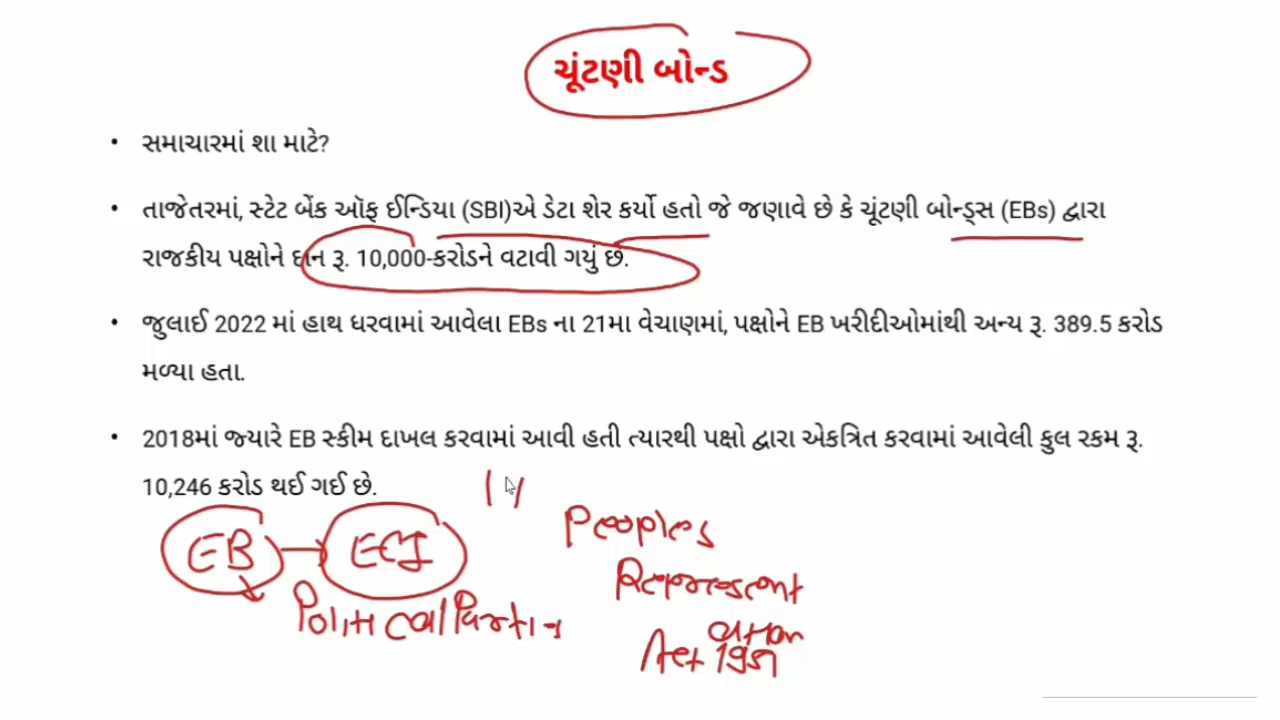 ચૂંટણી બોન્ડ
• સમાચારમાં શા માટે?
• તાજેતરમાં, સ્ટેટ બેંક ઑફ ઈન્ડિયા (SBI)એ ડેટા શેર કર્યો હતો જે જણાવે છે કે ચૂંટણી બોન્ડ્સ (EBs) દ્વારા
રાજકીય પક્ષોને દાન રૂ. 10,000-કરોડને વટાવી ગયું છે.
• જુલાઈ 2022 માં હાથ ધરવામાં આવેલા EBs ના 21મા વેચાણમાં, પક્ષોને EB ખરીદીઓમાંથી અન્ય રૂ. 389.5 કરોડ
મળ્યા હતા.
• 2018માં જ્યારે EB સ્કીમ દાખલ કરવામાં આવી હતી ત્યારથી પક્ષો દ્વારા એકત્રિત કરવામાં આવેલી કુલ રકમ રૂ.
10,246 કરોડ થઈ ગઈ છે.
EB → ECI
Political Parties
Peoples
Represent
ation
Act 1951